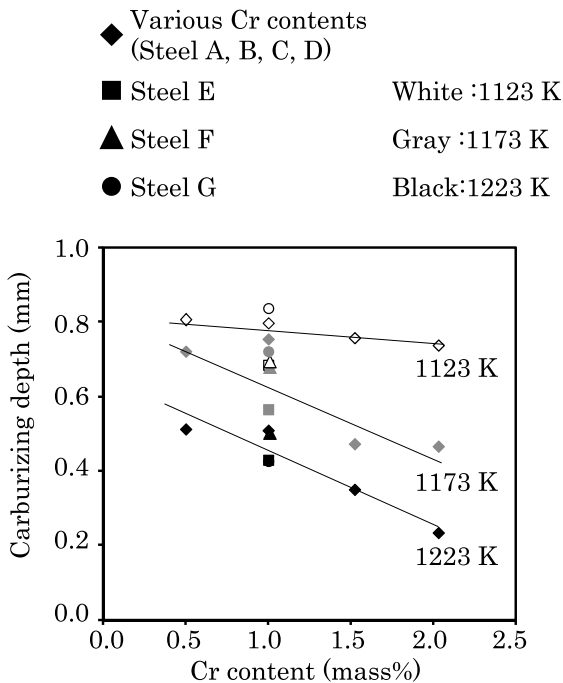 Various Cr contents
(Steel A, B, C, D)
Steel E White :1123 K
Steel F Gray :1173 K
Steel G Black:1223 K
1.0
0.8
0.6
0.4
0.2
0.0
Carburizing depth (mm)
1123 K
1173 K
1223 K
0.0 0.5 1.0 1.5 2.0 2.5
Cr content (mass%)